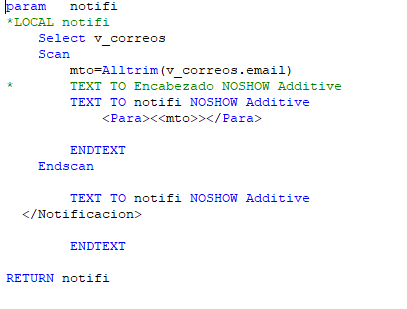 param   notifi
*LOCAL notifi
    Select v_correos
    Scan
        mto=Alltrim(v_correos.email)
*       TEXT TO Encabezado NOSHOW Additive
        TEXT TO notifi NOSHOW Additive
            <Para><<mto>></Para>
        ENDTEXT
    Endscan
        TEXT TO notifi NOSHOW Additive
  </Notificacion>
        ENDTEXT
RETURN notifi